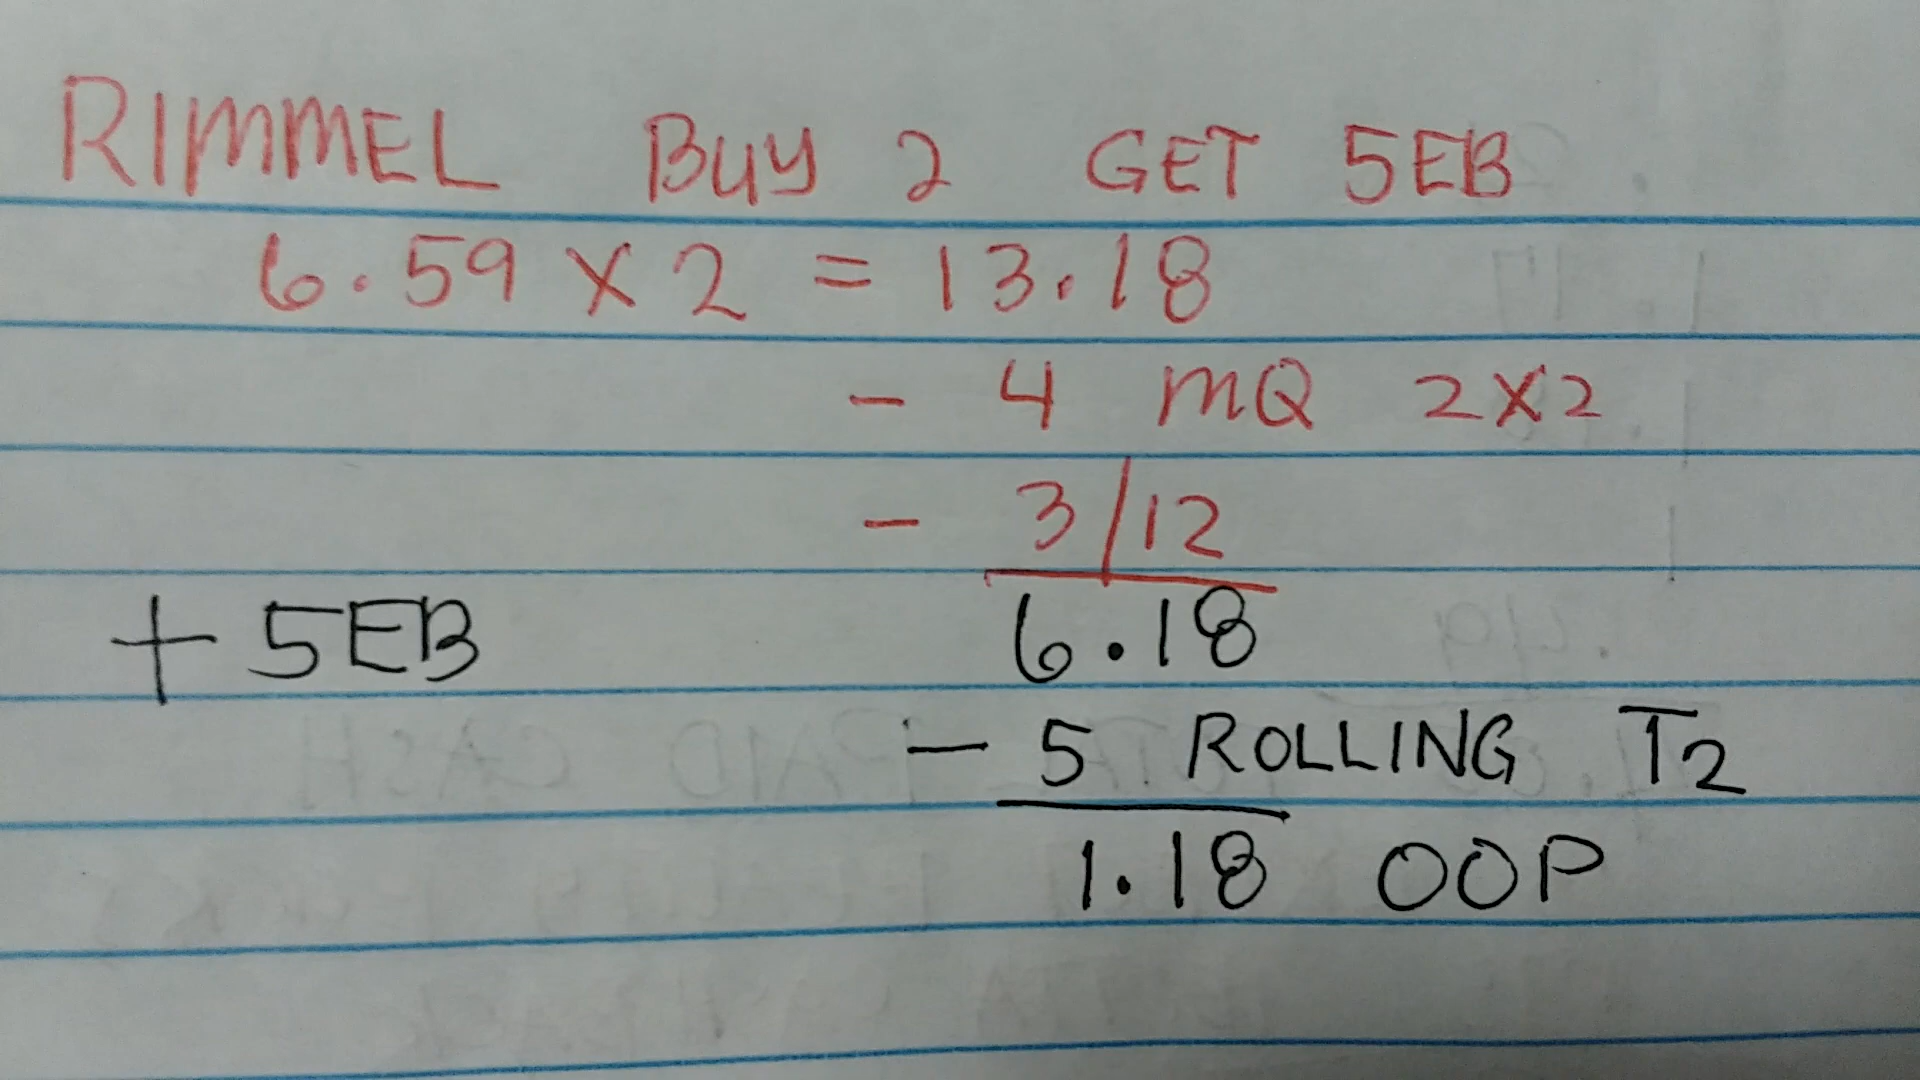 RIMMEL BUY 2 GET 5EB
6.59 X 2 = 13.18
- 4 MQ 2X2
- 3/12
+ 5EB 6.18
- 5 ROLLING T2
1.18 OOP